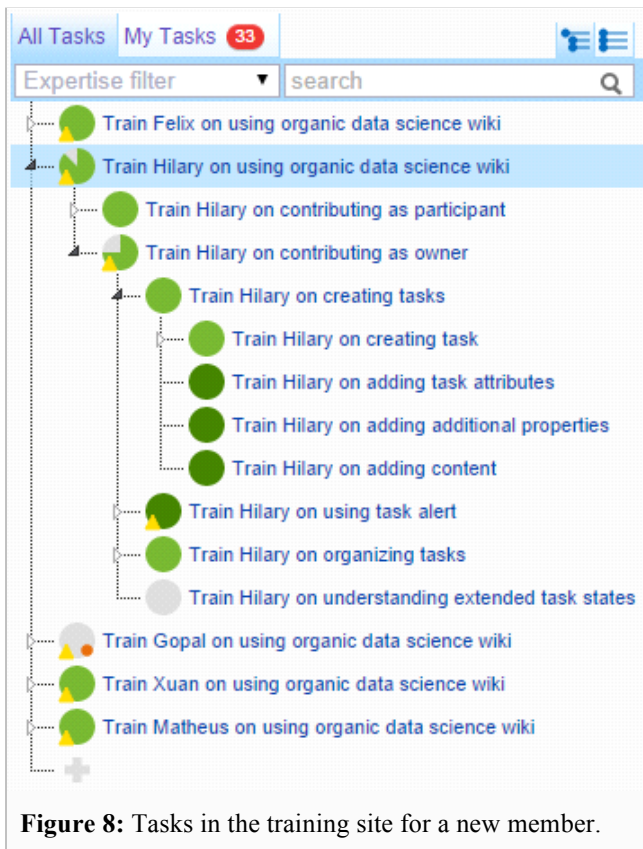 All Tasks My Tasks 33
Expertise filter search
Train Felix on using organic data science wiki
Train Hilary on using organic data science wiki
Train Hilary on contributing as participant
Train Hilary on contributing as owner
Train Hilary on creating tasks
Train Hilary on creating task
Train Hilary on adding task attributes
Train Hilary on adding additional properties
Train Hilary on adding content
Train Hilary on using task alert
Train Hilary on organizing tasks
Train Hilary on understanding extended task states
Train Gopal on using organic data science wiki
Train Xuan on using organic data science wiki
Train Matheus on using organic data science wiki
Figure 8: Tasks in the training site for a new member.